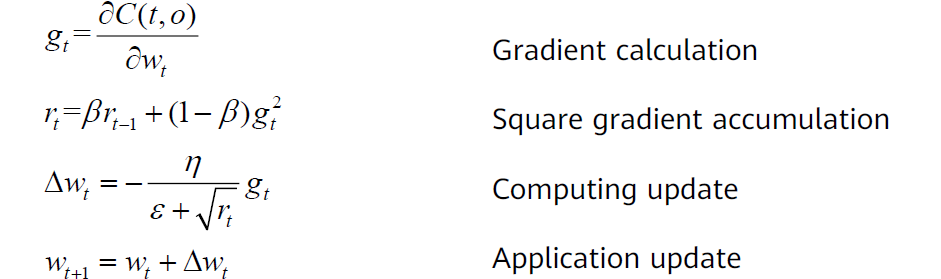 g_t = ∂C(t,o) / ∂w_t Gradient calculation
r_t = βr_{t−1} + (1 − β)g_t^2 Square gradient accumulation
Δw_t = − η / (ε + √r_t) g_t Computing update
w_{t+1} = w_t + Δw_t Application update